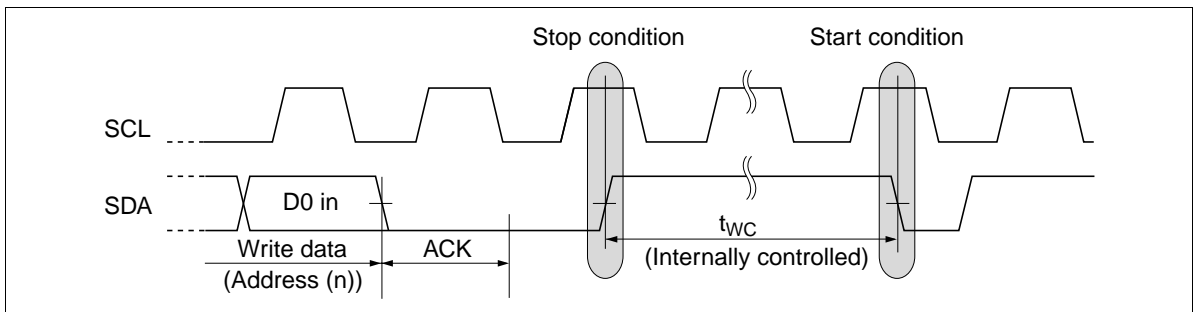 Stop condition
Start condition
SCL
SDA
D0 in
Write data
(Address (n))
ACK
tWC
(Internally controlled)